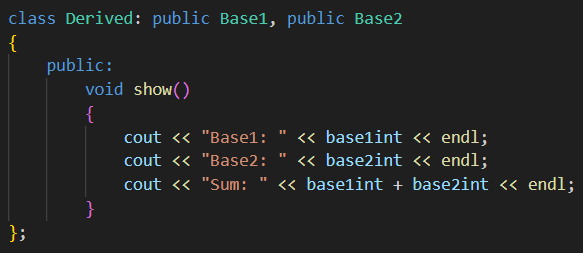 class Derived: public Base1, public Base2
{
    public:
        void show()
        {
            cout << "Base1: " << base1int << endl;
            cout << "Base2: " << base2int << endl;
            cout << "Sum: " << base1int + base2int << endl;
        }
};